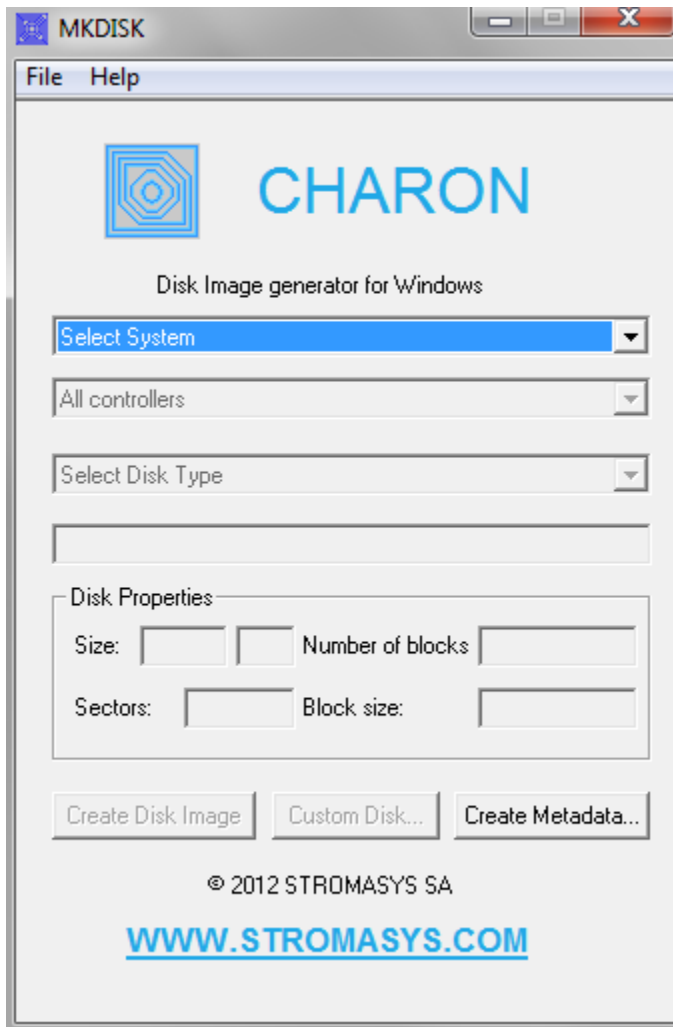 MKDISK
File Help
CHARON
Disk Image generator for Windows
Select System
All controllers
Select Disk Type
Disk Properties
Size: Number of blocks
Sectors: Block size:
Create Disk Image Custom Disk... Create Metadata...
© 2012 STROMASYS SA
WWW.STROMASYS.COM